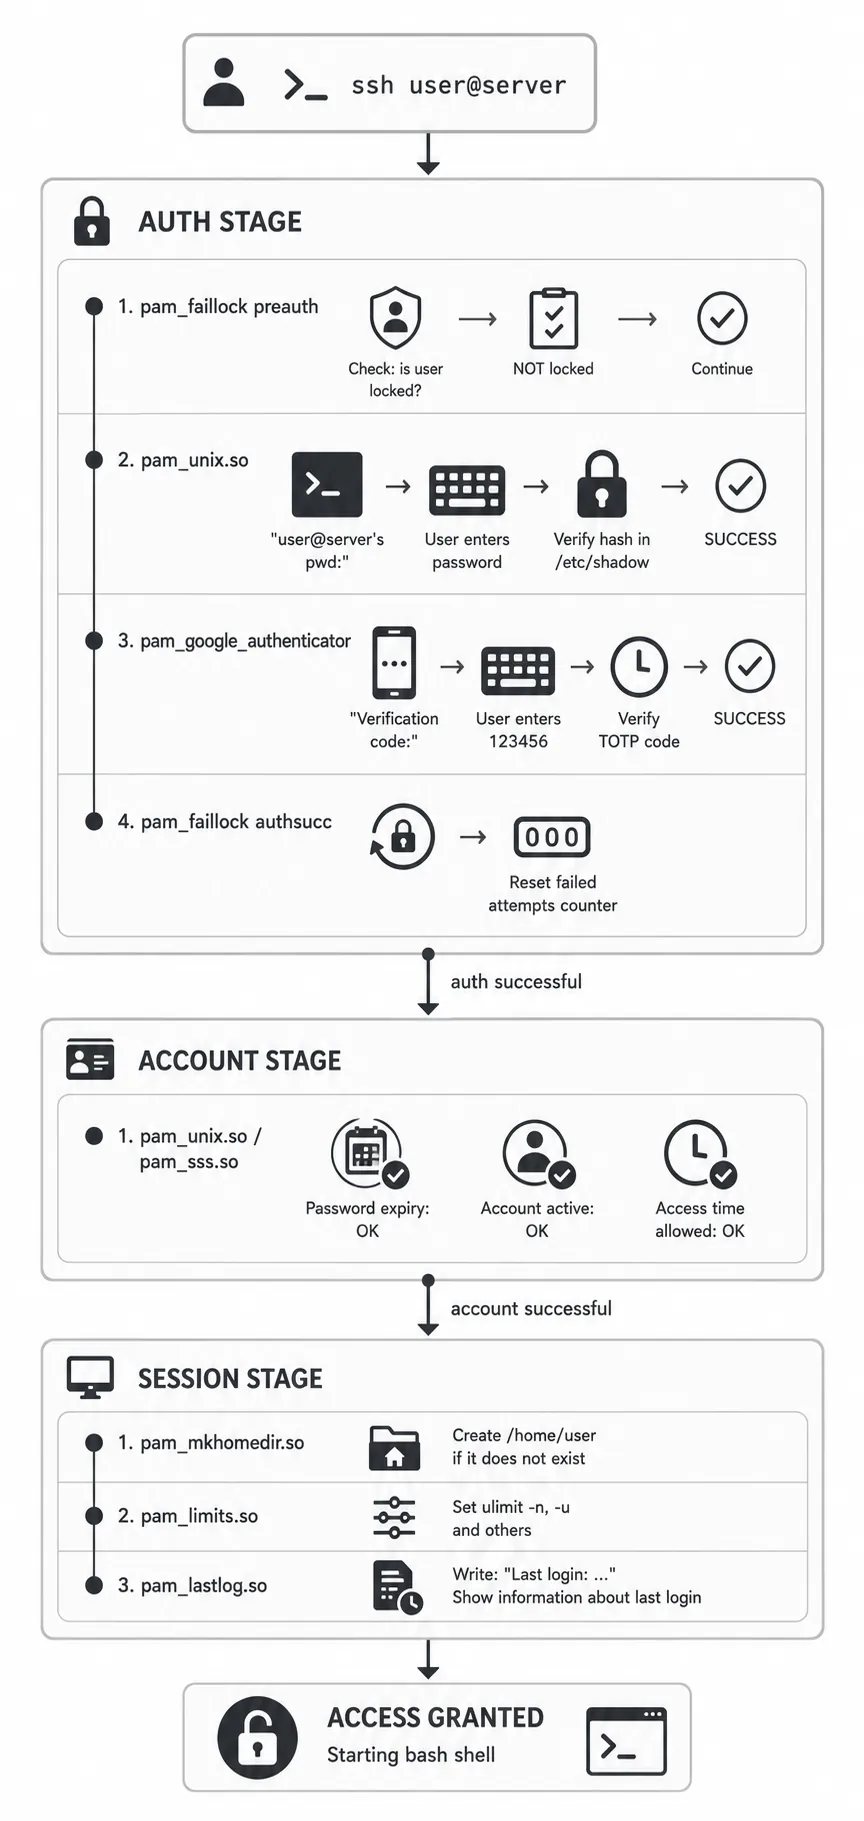 ssh user@server
AUTH STAGE
1. pam_faillock preauth
Check: is user
locked?
NOT locked
Continue
2. pam_unix.so
"user@server's
pwd:"
User enters
password
Verify hash in
/etc/shadow
SUCCESS
3. pam_google_authenticator
"Verification
code:"
User enters
123456
Verify
TOTP code
SUCCESS
4. pam_faillock authsucc
000
Reset failed
attempts counter
auth successful
ACCOUNT STAGE
1. pam_unix.so /
pam_sss.so
Password expiry:
OK
Account active:
OK
Access time
allowed: OK
account successful
SESSION STAGE
1. pam_mkhomedir.so
Create /home/user
if it does not exist
2. pam_limits.so
Set ulimit -n, -u
and others
3. pam_lastlog.so
Write: "Last login: ..."
Show information about last login
ACCESS GRANTED
Starting bash shell